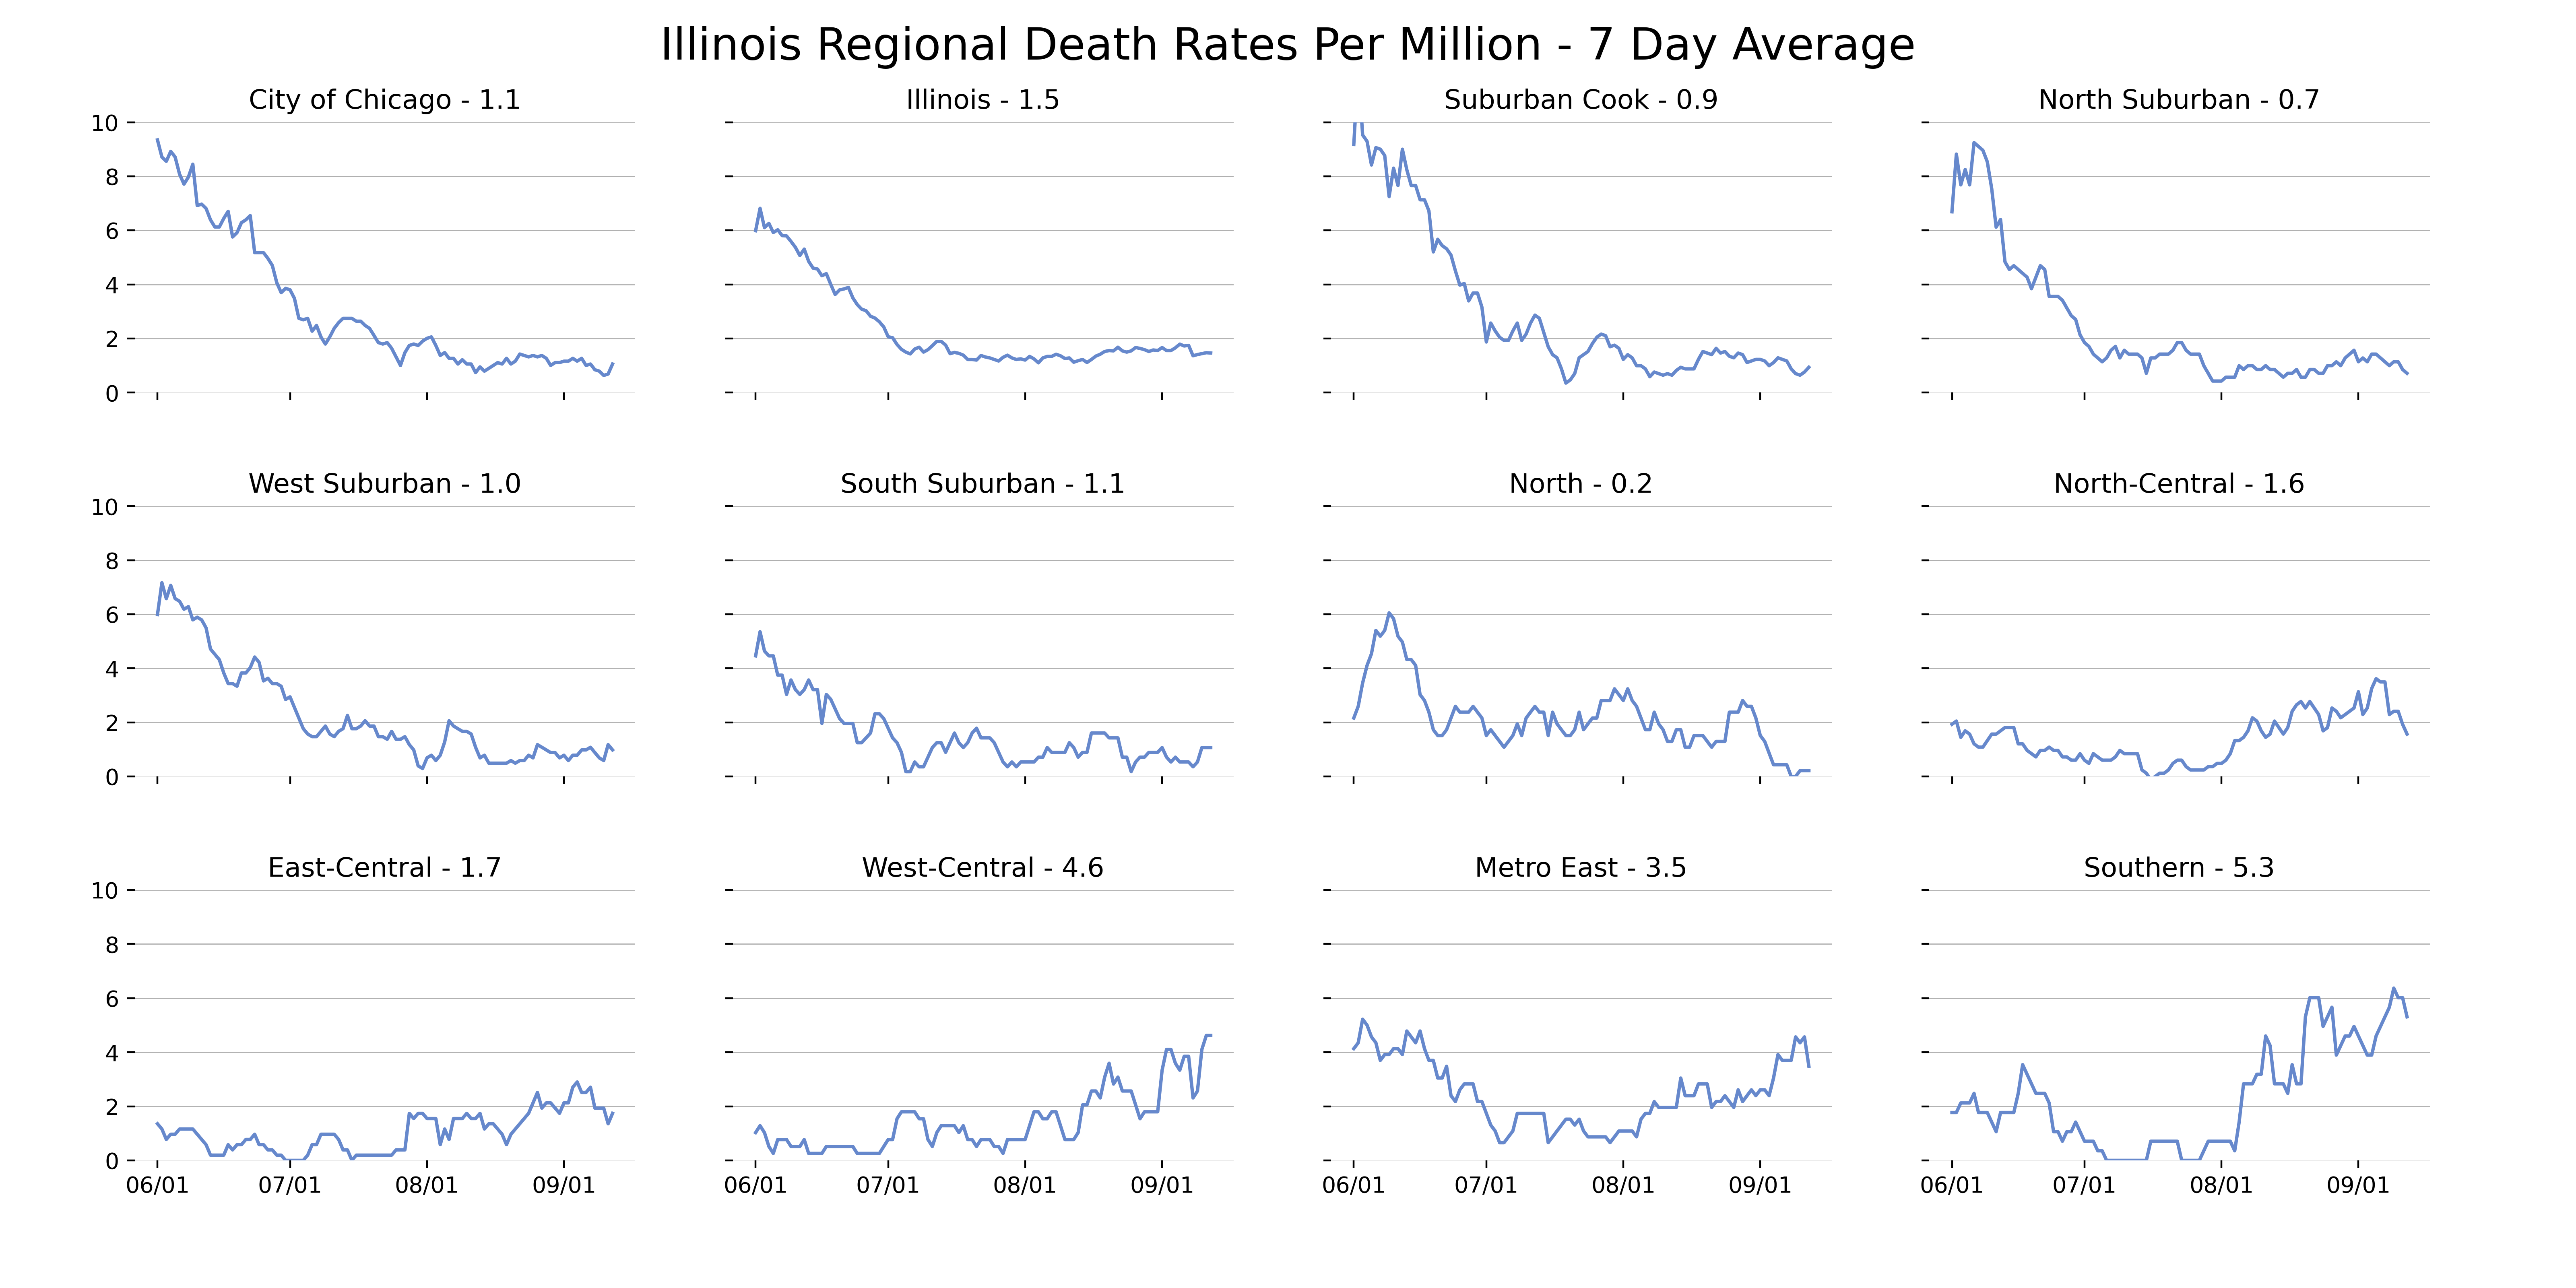 Illinois Regional Death Rates Per Million - 7 Day Average
City of Chicago - 1.1
Illinois - 1.5
Suburban Cook - 0.9
North Suburban - 0.7
10
8
6
4
2
0
West Suburban - 1.0
South Suburban - 1.1
North - 0.2
North-Central - 1.6
10
8
6
4
2
0
East-Central - 1.7
West-Central - 4.6
Metro East - 3.5
Southern - 5.3
10
8
6
4
2
0
06/01 07/01 08/01 09/01
06/01 07/01 08/01 09/01
06/01 07/01 08/01 09/01
06/01 07/01 08/01 09/01